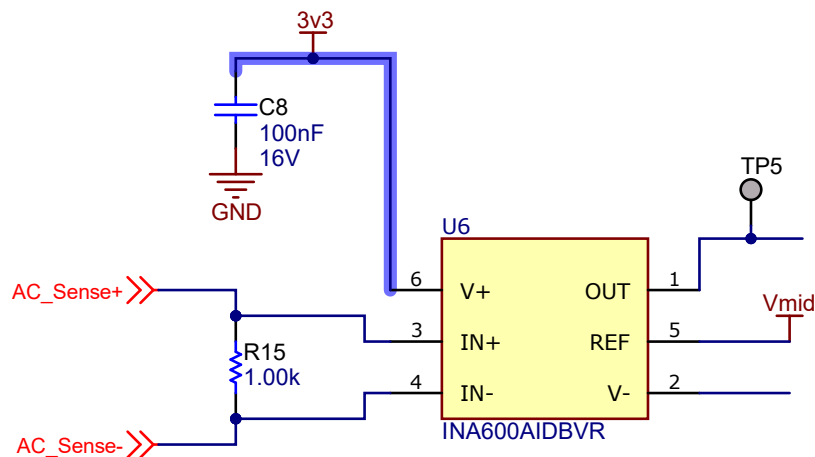 3v3
C8
100nF
16V
GND
TP5
U6
AC_Sense+
6
V+
OUT
1
Vmid
3
IN+
REF
5
R15
1.00k
4
IN-
V-
2
AC_Sense-
INA600AIDBVR